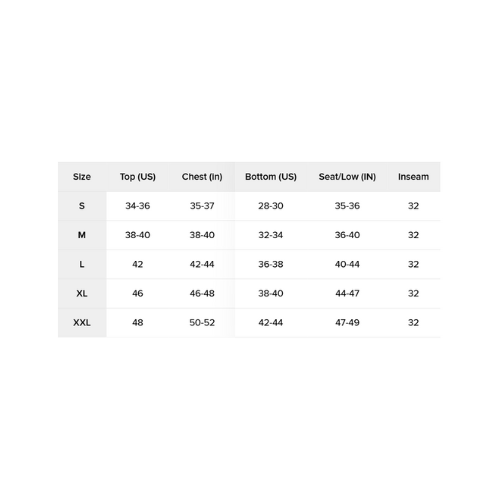 Size Top (US) Chest (in) Bottom (US) Seat/Low (IN) Inseam
S 34-36 35-37 28-30 35-36 32
M 38-40 38-40 32-34 36-40 32
L 42 42-44 36-38 40-44 32
XL 46 46-48 38-40 44-47 32
XXL 48 50-52 42-44 47-49 32